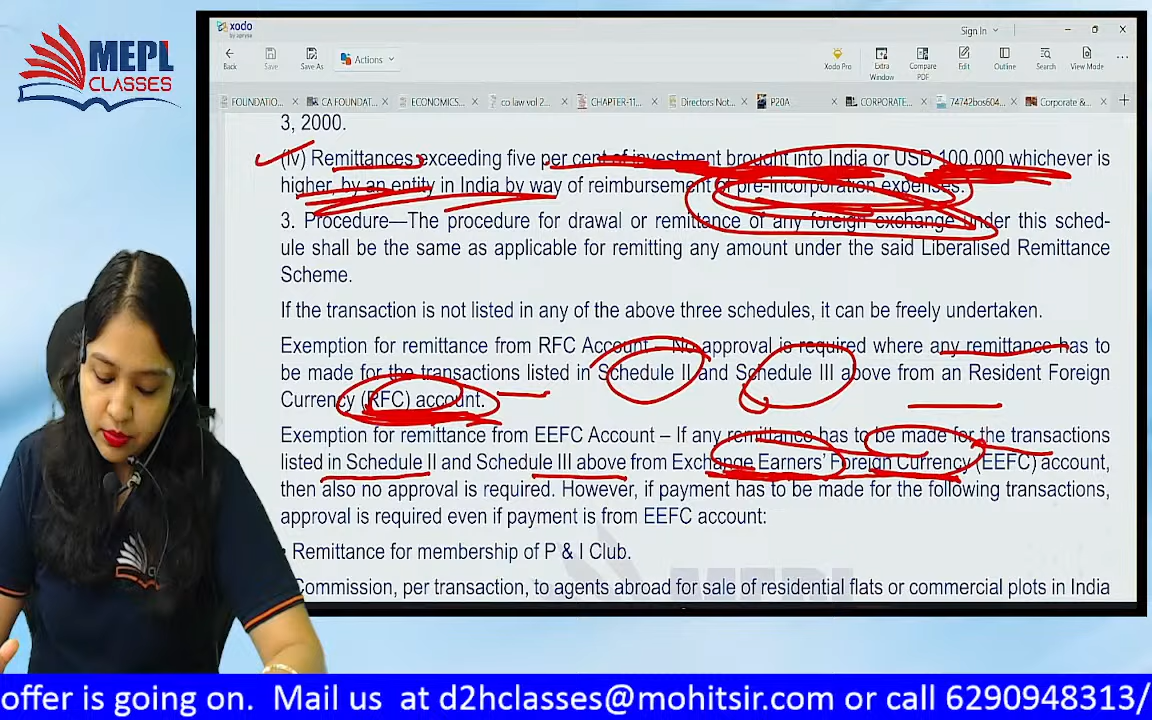 MEPL
CLASSES
xodo
by apryse
Sign In
Back
Save
Save As
Actions
Xodo Pro
Extra
Window
Compare
PDF
Edit
Outline
Search
View Mode
FOUNDATIO...
CA FOUNDAT...
ECONOMICS...
co law vol 2...
CHAPTER-11...
Directors Not...
P20A
CORPORATE...
74742bos604...
Corporate &...
3, 2000.
(iv) Remittances exceeding five per cent of investment brought into India or USD 100,000 whichever is
higher, by an entity in India by way of reimbursement of pre-incorporation expenses.
3. Procedure—The procedure for drawal or remittance of any foreign exchange under this sched-
ule shall be the same as applicable for remitting any amount under the said Liberalised Remittance
Scheme.
If the transaction is not listed in any of the above three schedules, it can be freely undertaken.
Exemption for remittance from RFC Account – No approval is required where any remittance has to
be made for the transactions listed in Schedule II and Schedule III above from an Resident Foreign
Currency (RFC) account.
Exemption for remittance from EEFC Account – If any remittance has to be made for the transactions
listed in Schedule II and Schedule III above from Exchange Earners' Foreign Currency (EEFC) account,
then also no approval is required. However, if payment has to be made for the following transactions,
approval is required even if payment is from EEFC account:
• Remittance for membership of P & I Club.
Commission, per transaction, to agents abroad for sale of residential flats or commercial plots in India
offer is going on. Mail us at d2hclasses@mohitsir.com or call 6290948313/